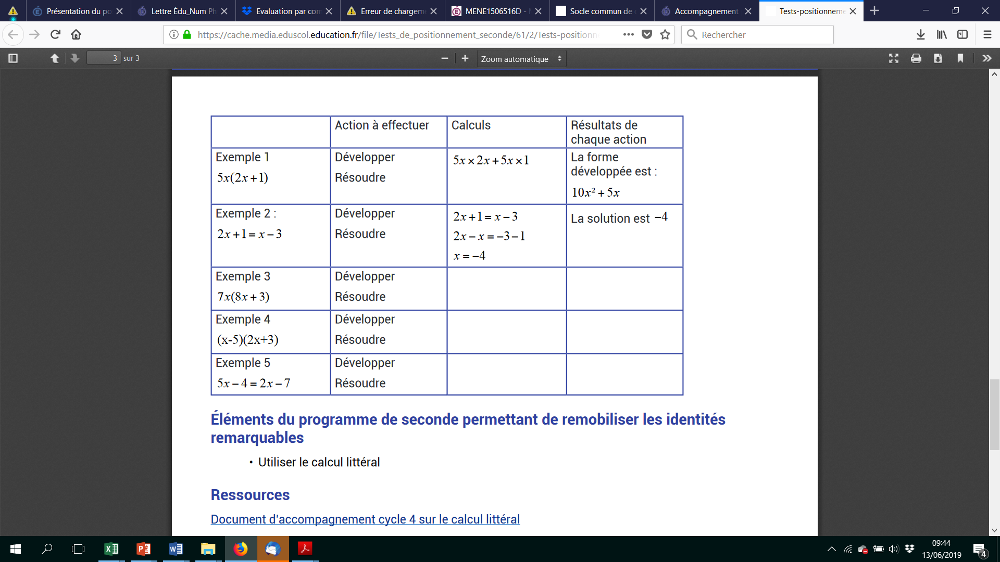 Présentation du po
Lettre Édu_Num Ph
Evaluation par com
Erreur de chargeme
MENE1506516D - M
Socle commun de c
Accompagnement
Tests-positionneme
https://cache.media.eduscol.education.fr/file/Tests_de_positionnement_seconde/61/2/Tests-positionn
Rechercher
3 sur 3
Zoom automatique
Action à effectuer
Calculs
Résultats de
chaque action
Exemple 1
5x(2x+1)
Développer
Résoudre
5x×2x+5x×1
La forme
développée est :
10x²+5x
Exemple 2 :
2x+1=x−3
Développer
Résoudre
2x+1=x−3
2x−x=−3−1
x=−4
La solution est −4
Exemple 3
7x(8x+3)
Développer
Résoudre
Exemple 4
(x-5)(2x+3)
Développer
Résoudre
Exemple 5
5x−4=2x−7
Développer
Résoudre
Éléments du programme de seconde permettant de remobiliser les identités
remarquables
• Utiliser le calcul littéral
Ressources
Document d'accompagnement cycle 4 sur le calcul littéral
09:44
13/06/2019
4